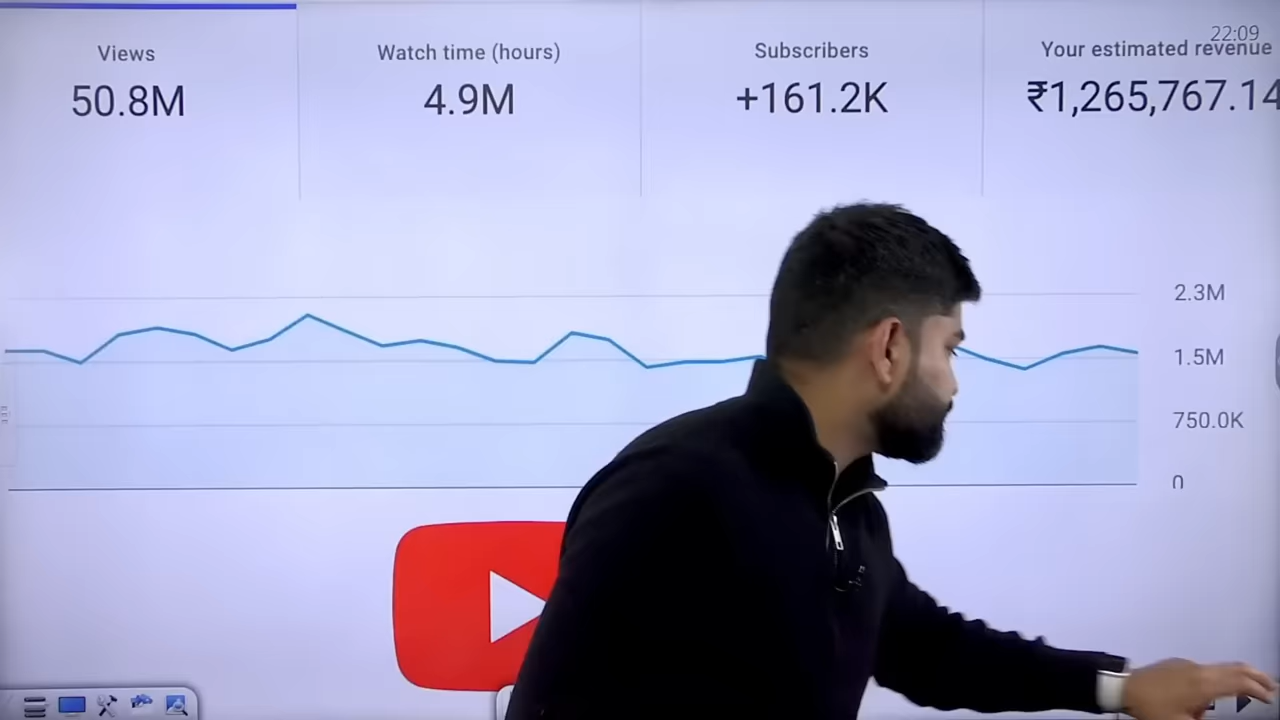 22:09
Views
50.8M
Watch time (hours)
4.9M
Subscribers
+161.2K
Your estimated revenue
₹1,265,767.14
2.3M
1.5M
750.0K
0